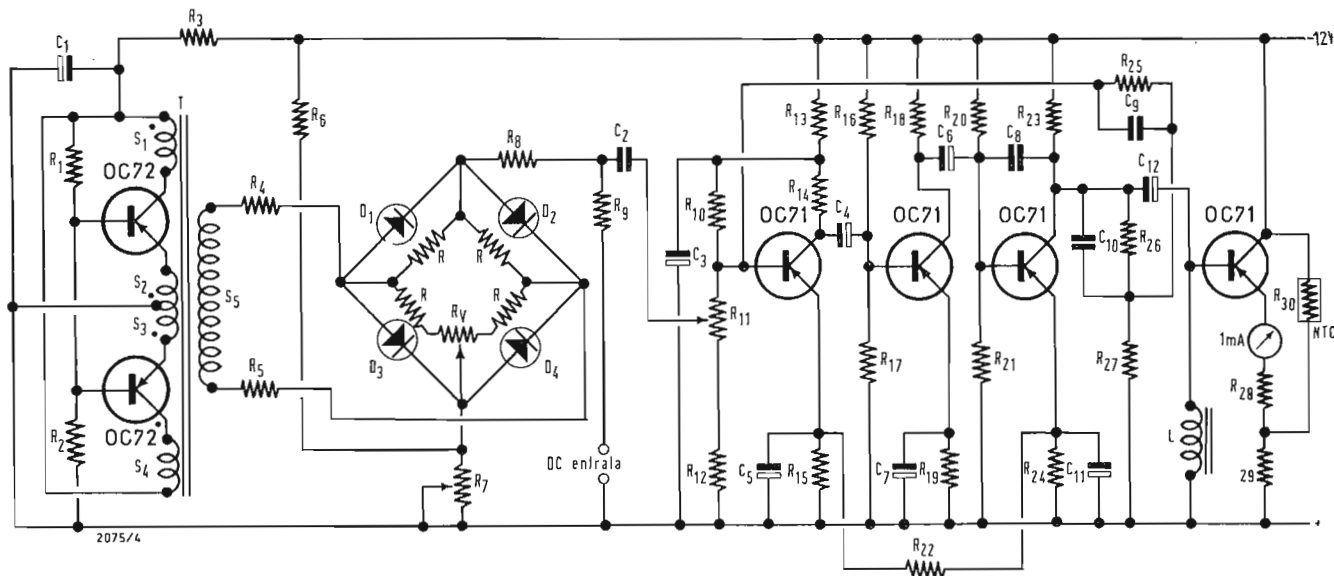 R3
C1
-12V
T
R25
S1
R6
R13
R16
R18
R20
R23
C9
R1
OC72
R8
C2
C6
C8
C12
R4
D1
D2
R9
R10
R14
C4
OC71
OC71
OC71
C10
R26
OC71
S2
S3
S5
R
R
C3
R30
NTC
R
R
RV
R11
1mA
D3
D4
R17
R21
R27
R28
R5
R2
OC72
S4
DC entrala
L
R7
R12
C5
R15
C7
R19
R24
C11
29
+
2075/4
R22